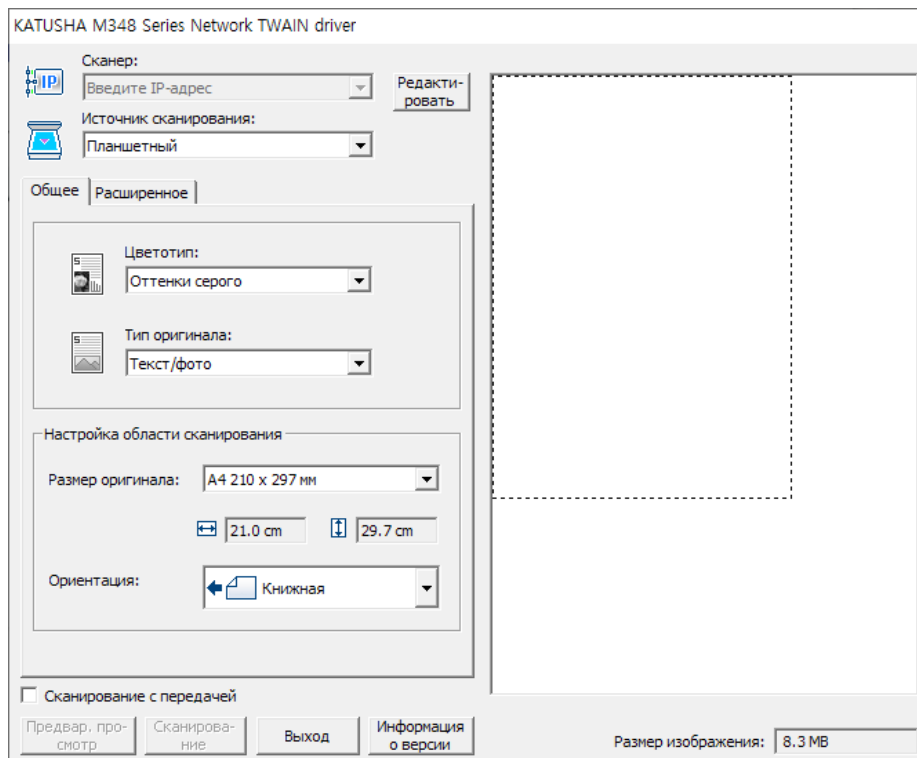 KATUSHA M348 Series Network TWAIN driver
Сканер:
IP
Введите IP-адрес
Редакти-
ровать
Источник сканирования:
Планшетный
Общее
Расширенное
Цветотип:
Оттенки серого
Тип оригинала:
Текст/фото
Настройка области сканирования
Размер оригинала:
A4 210 x 297 мм
21.0 cm
29.7 cm
Ориентация:
Книжная
Сканирование с передачей
Предвар. про-
смотр
Сканирова-
ние
Выход
Информация
о версии
Размер изображения:
8.3 MB